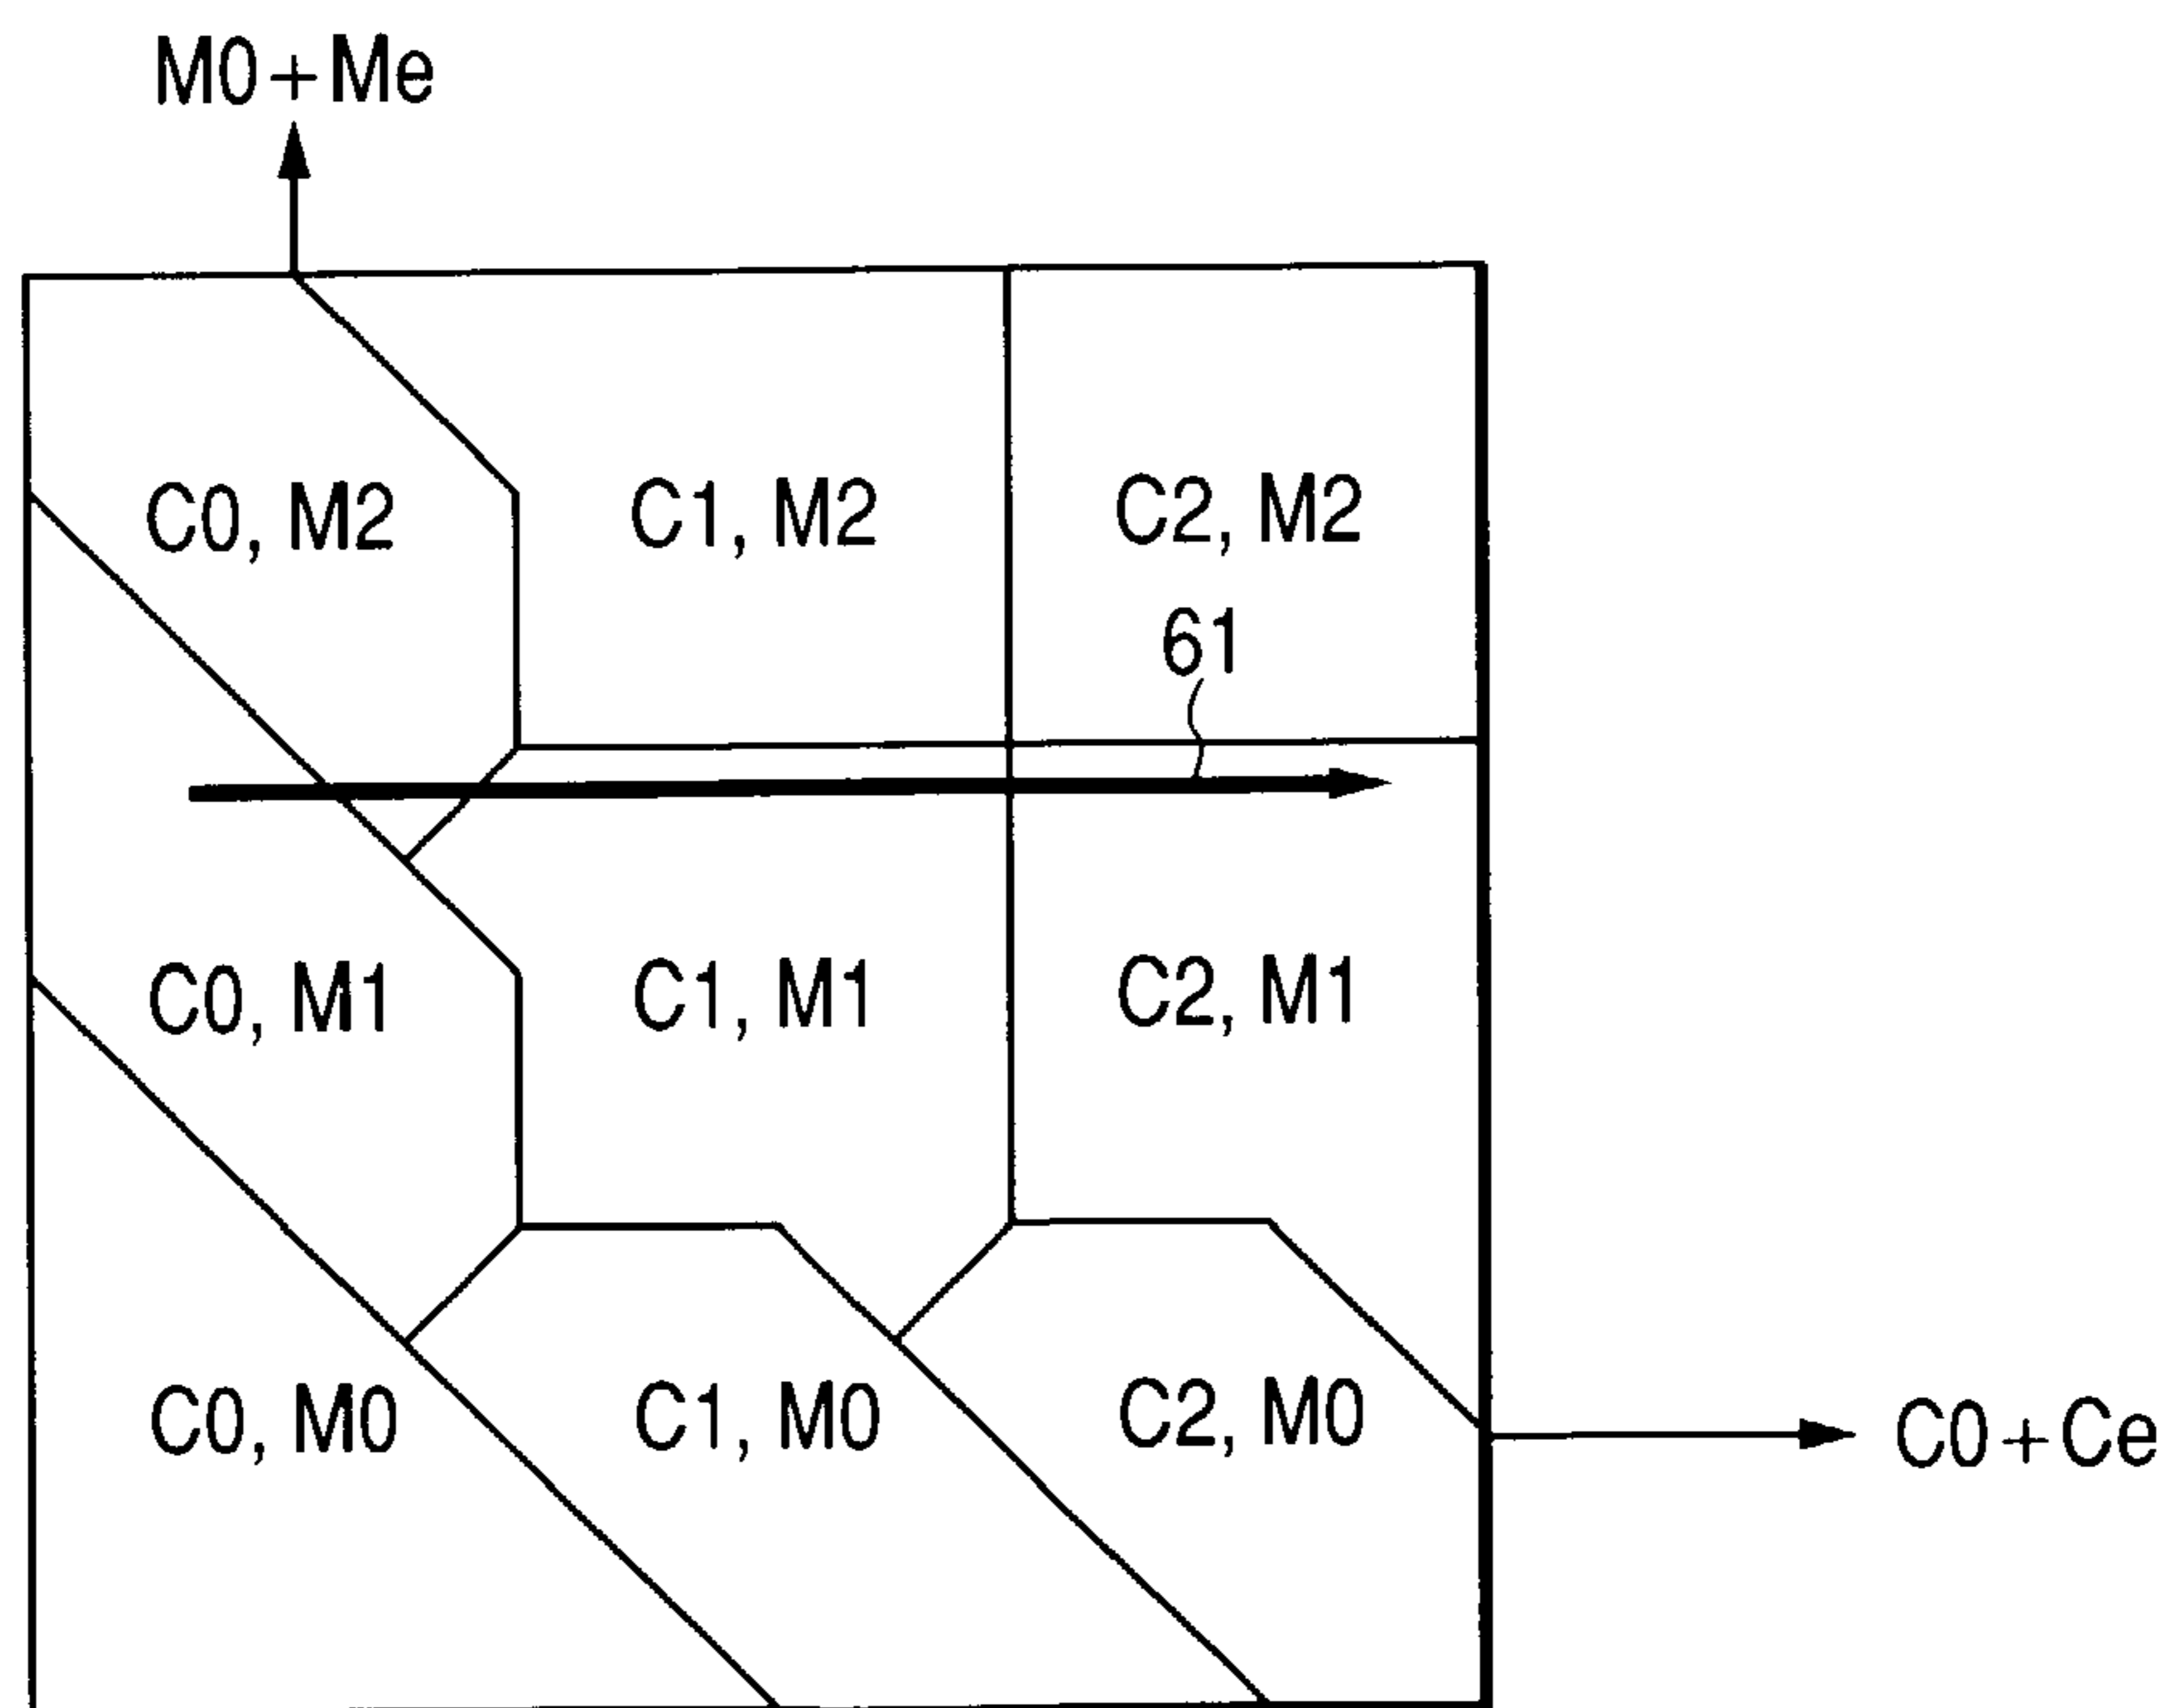 M0+Me
C0, M2
C1, M2
C2, M2
61
C0, M1
C1, M1
C2, M1
C0, M0
C1, M0
C2, M0
C0+Ce